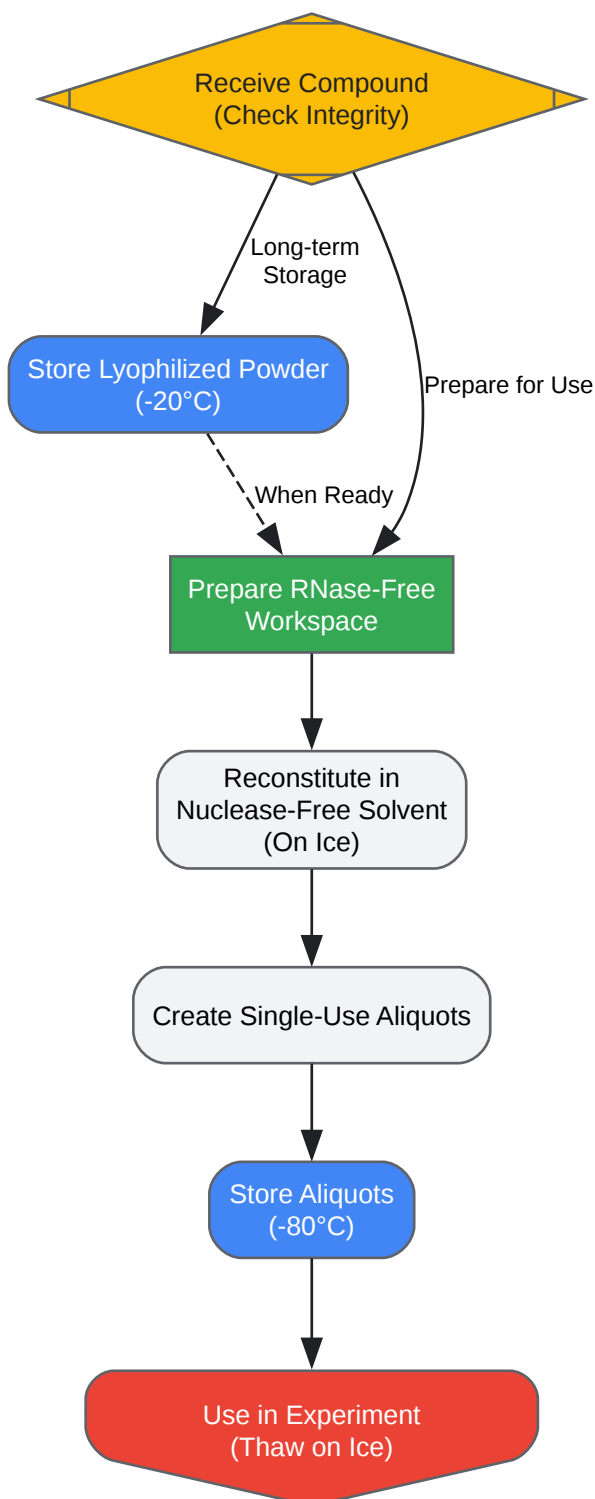 Receive Compound
(Check Integrity)
Long-term
Storage
Store Lyophilized Powder
(-20°C)
Prepare for Use
When Ready
Prepare RNase-Free
Workspace
Reconstitute in
Nuclease-Free Solvent
(On Ice)
Create Single-Use Aliquots
Store Aliquots
(-80°C)
Use in Experiment
(Thaw on Ice)